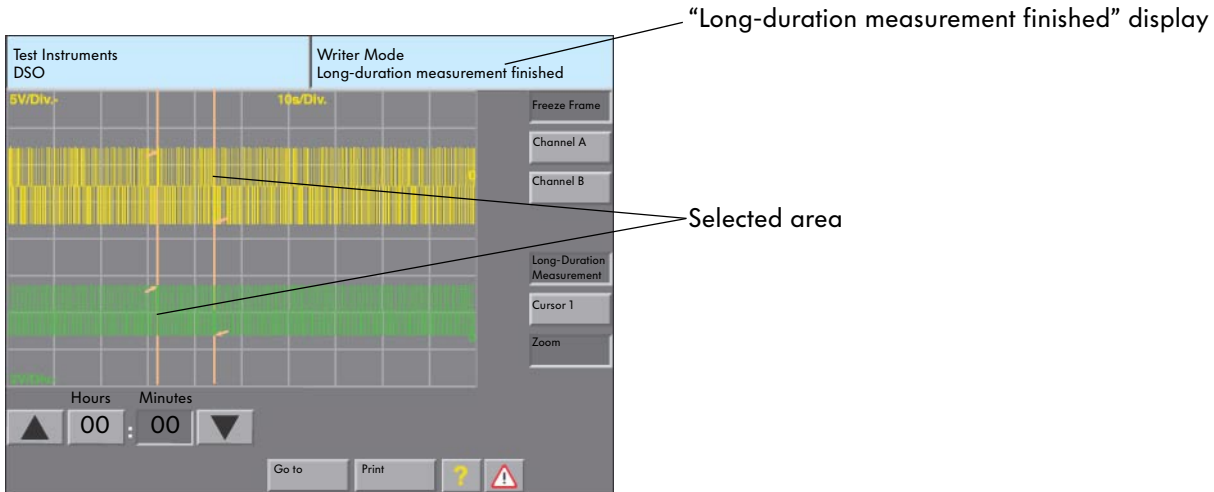 “Long-duration measurement finished” display
Test Instruments
DSO
Writer Mode
Long-duration measurement finished
5V/Div.-
10s/Div.
Freeze Frame
Channel A
Channel B
Selected area
Long-Duration
Measurement
Cursor 1
Zoom
Hours Minutes
00 : 00
Go to Print ?